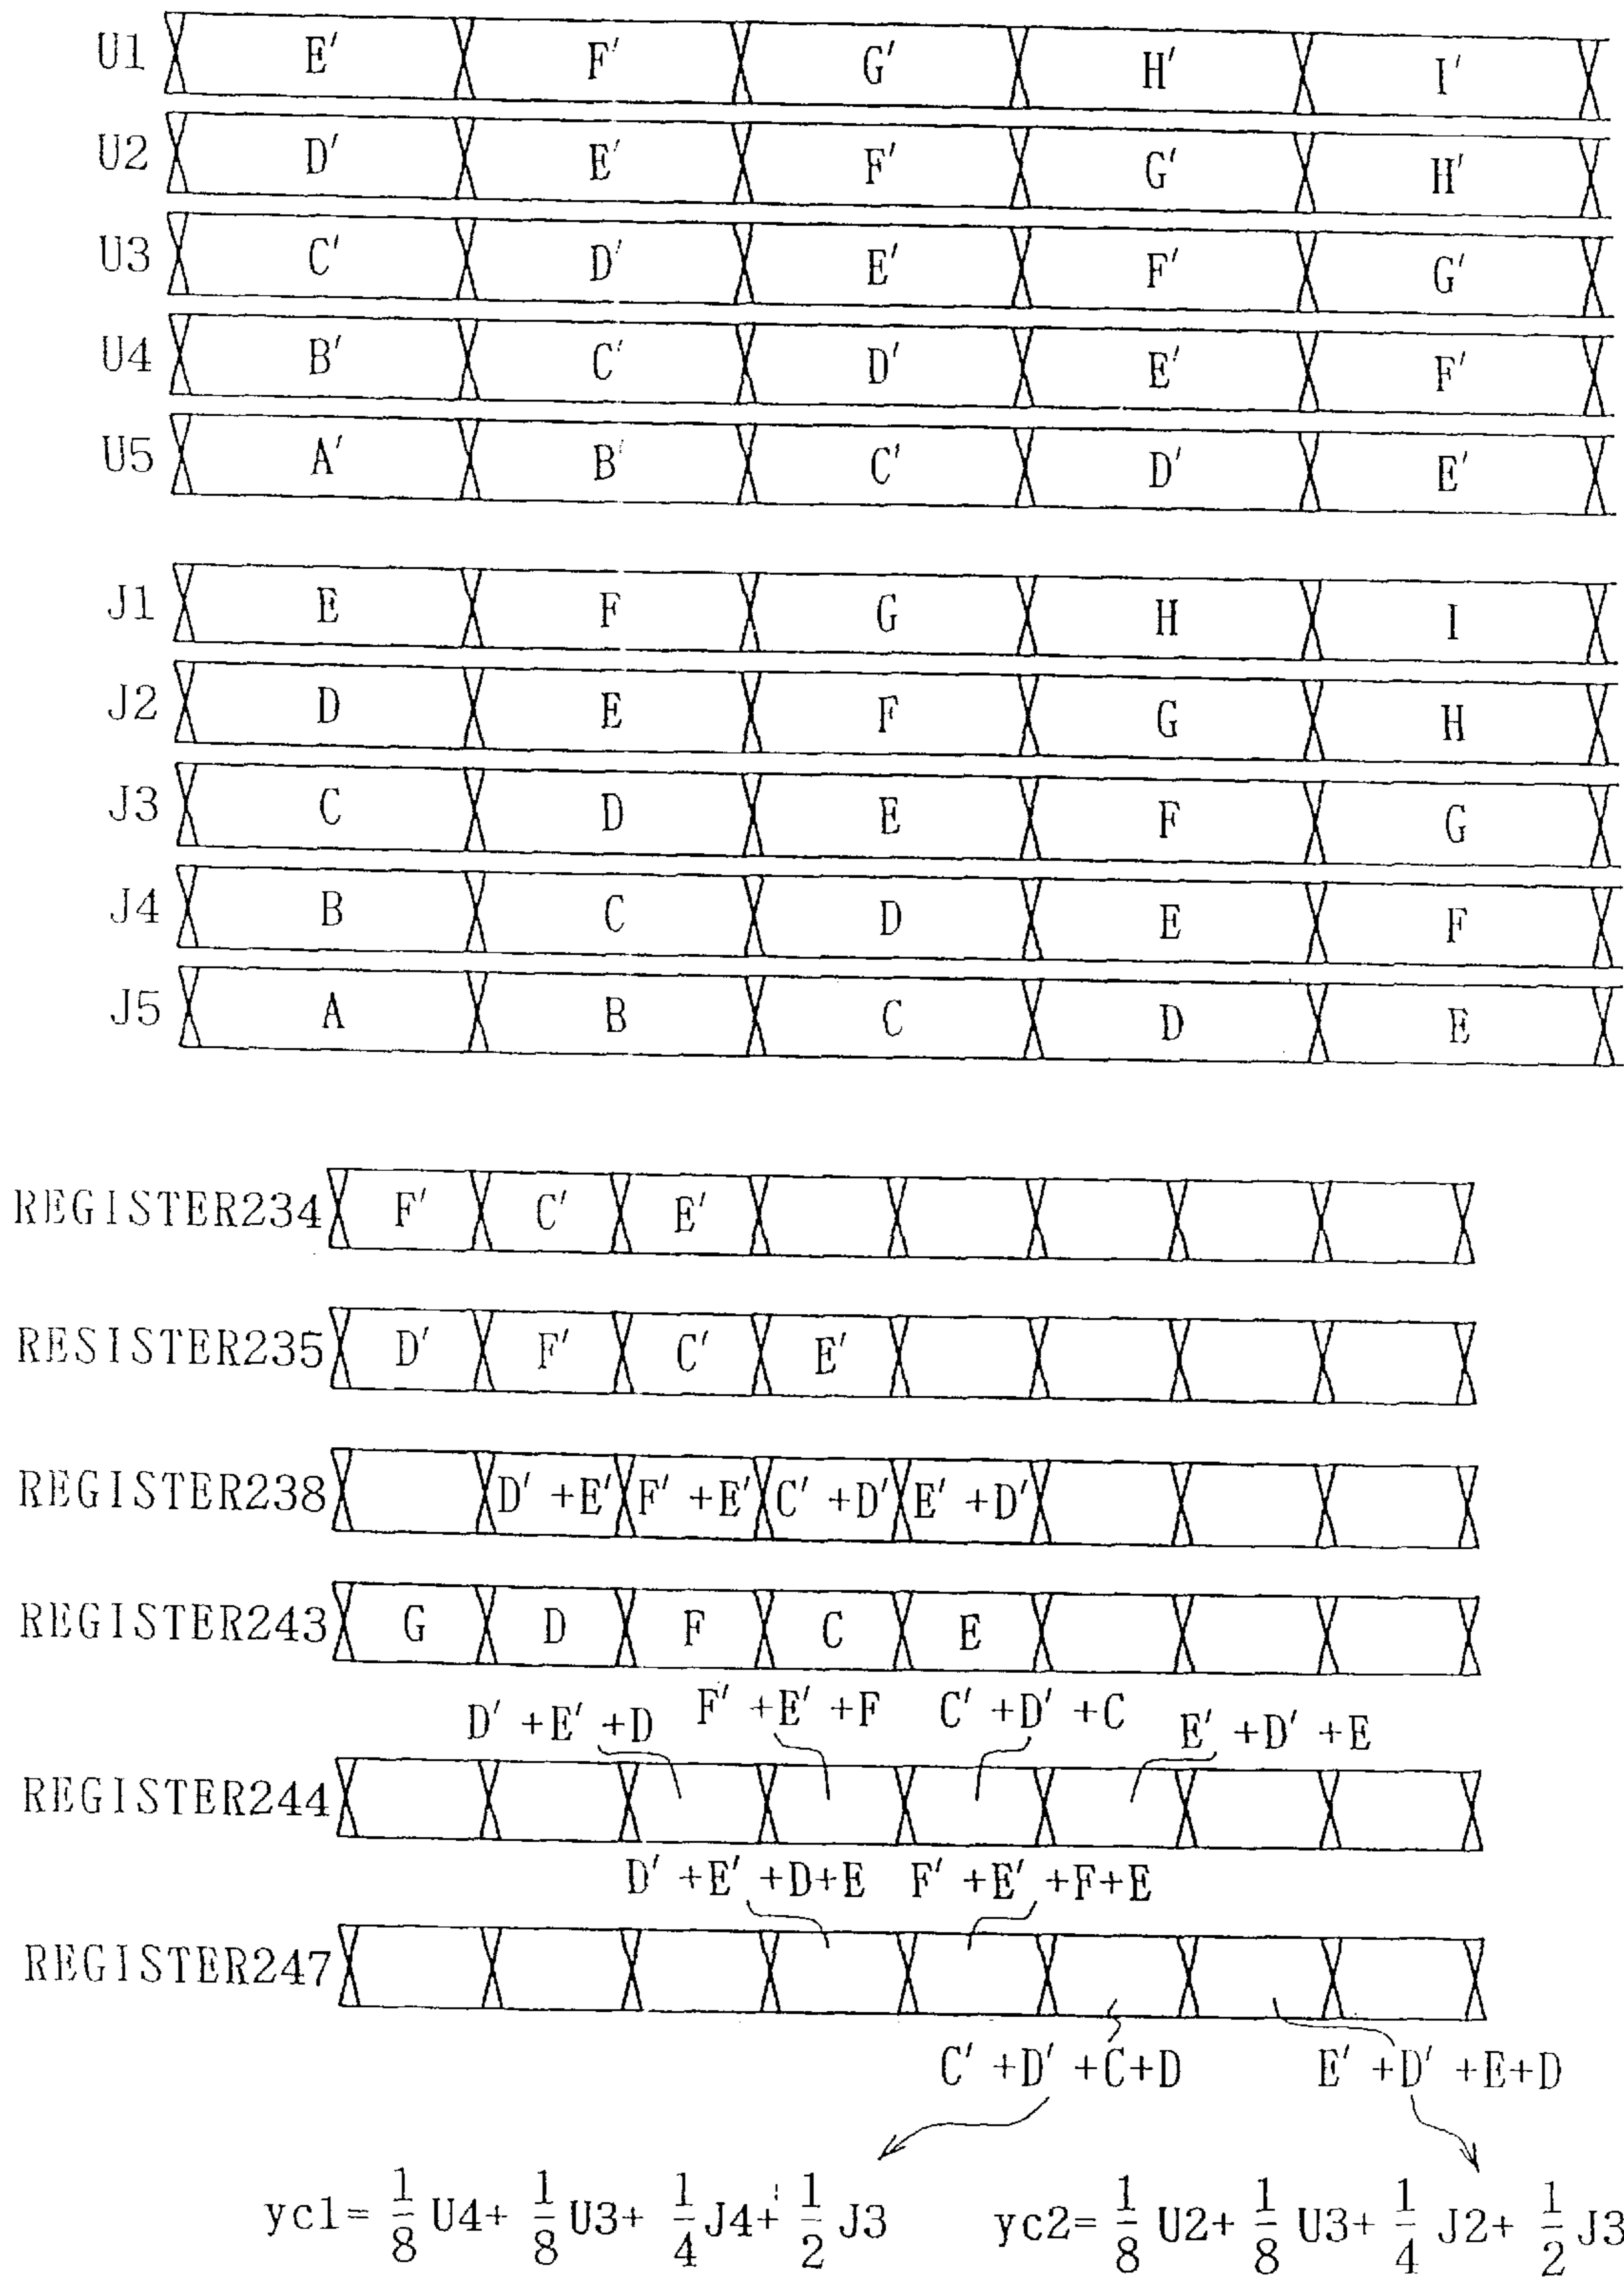 U1 E' F' G' H' I'
U2 D' E' F' G' H'
U3 C' D' E' F' G'
U4 B' C' D' E' F'
U5 A' B' C' D' E'
J1 E F G H I
J2 D E F G H
J3 C D E F G
J4 B C D E F
J5 A B C D E
REGISTER234 F' C' E'
RESISTER235 D' F' C' E'
REGISTER238 D'+E' F'+E' C'+D' E'+D'
REGISTER243 G D F C E
D'+E'+D F'+E'+F C'+D'+C E'+D'+E
REGISTER244
D'+E'+D+E F'+E'+F+E
REGISTER247
C'+D'+C+D E'+D'+E+D
yc1= 1/8 U4+ 1/8 U3+ 1/4 J4+ 1/2 J3 yc2= 1/8 U2+ 1/8 U3+ 1/4 J2+ 1/2 J3